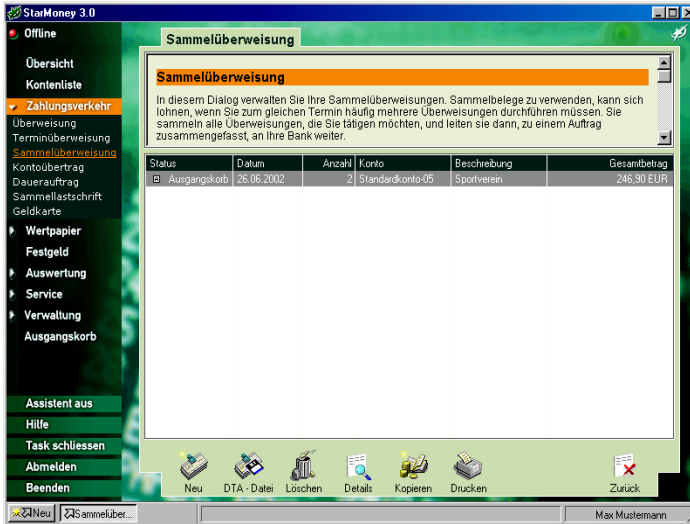 StarMoney 3.0
Offline
Übersicht
Kontenliste
Zahlungsverkehr
Überweisung
Terminüberweisung
Sammelüberweisung
Kontoübertrag
Dauerauftrag
Sammellastschrift
Geldkarte
Wertpapier
Festgeld
Auswertung
Service
Verwaltung
Ausgangskorb
Assistent aus
Hilfe
Task schliessen
Abmelden
Beenden
Sammelüberweisung
Sammelüberweisung
In diesem Dialog verwalten Sie Ihre Sammelüberweisungen. Sammelbelege zu verwenden, kann sich
lohnen, wenn Sie zum gleichen Termin häufig mehrere Überweisungen durchführen müssen. Sie
sammeln alle Überweisungen, die Sie tätigen möchten, und leiten sie dann, zu einem Auftrag
zusammengefasst, an Ihre Bank weiter.
Status Datum Anzahl Konto Beschreibung Gesamtbetrag
Ausgangskorb 26.06.2002 2 Standardkonto-05 Sportverein 246,90 EUR
Neu DTA - Datei Löschen Details Kopieren Drucken Zurück
Neu Sammelüber... Max Mustermann